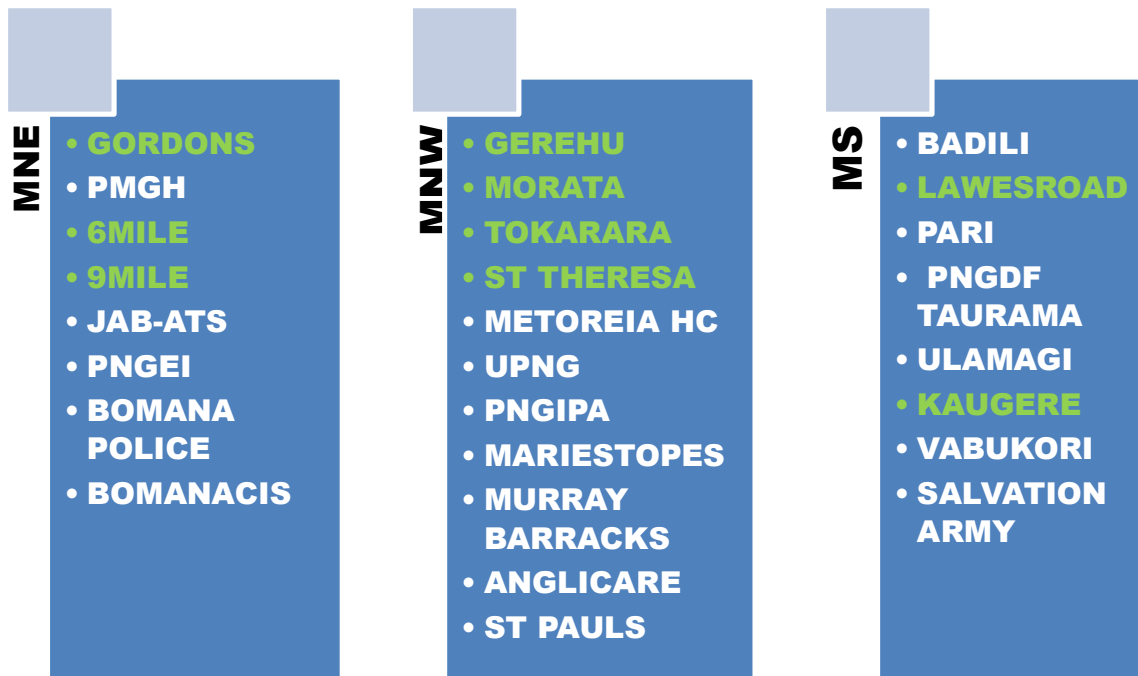 MNE
• GORDONS
• PMGH
• 6MILE
• 9MILE
• JAB-ATS
• PNGEI
• BOMANA
POLICE
• BOMANACIS
MNW
• GEREHU
• MORATA
• TOKARARA
• ST THERESA
• METOREIA HC
• UPNG
• PNGIPA
• MARIESTOPES
• MURRAY
BARRACKS
• ANGLICARE
• ST PAULS
MS
• BADILI
• LAWESROAD
• PARI
• PNGDF
TAURAMA
• ULAMAGI
• KAUGERE
• VABUKORI
• SALVATION
ARMY